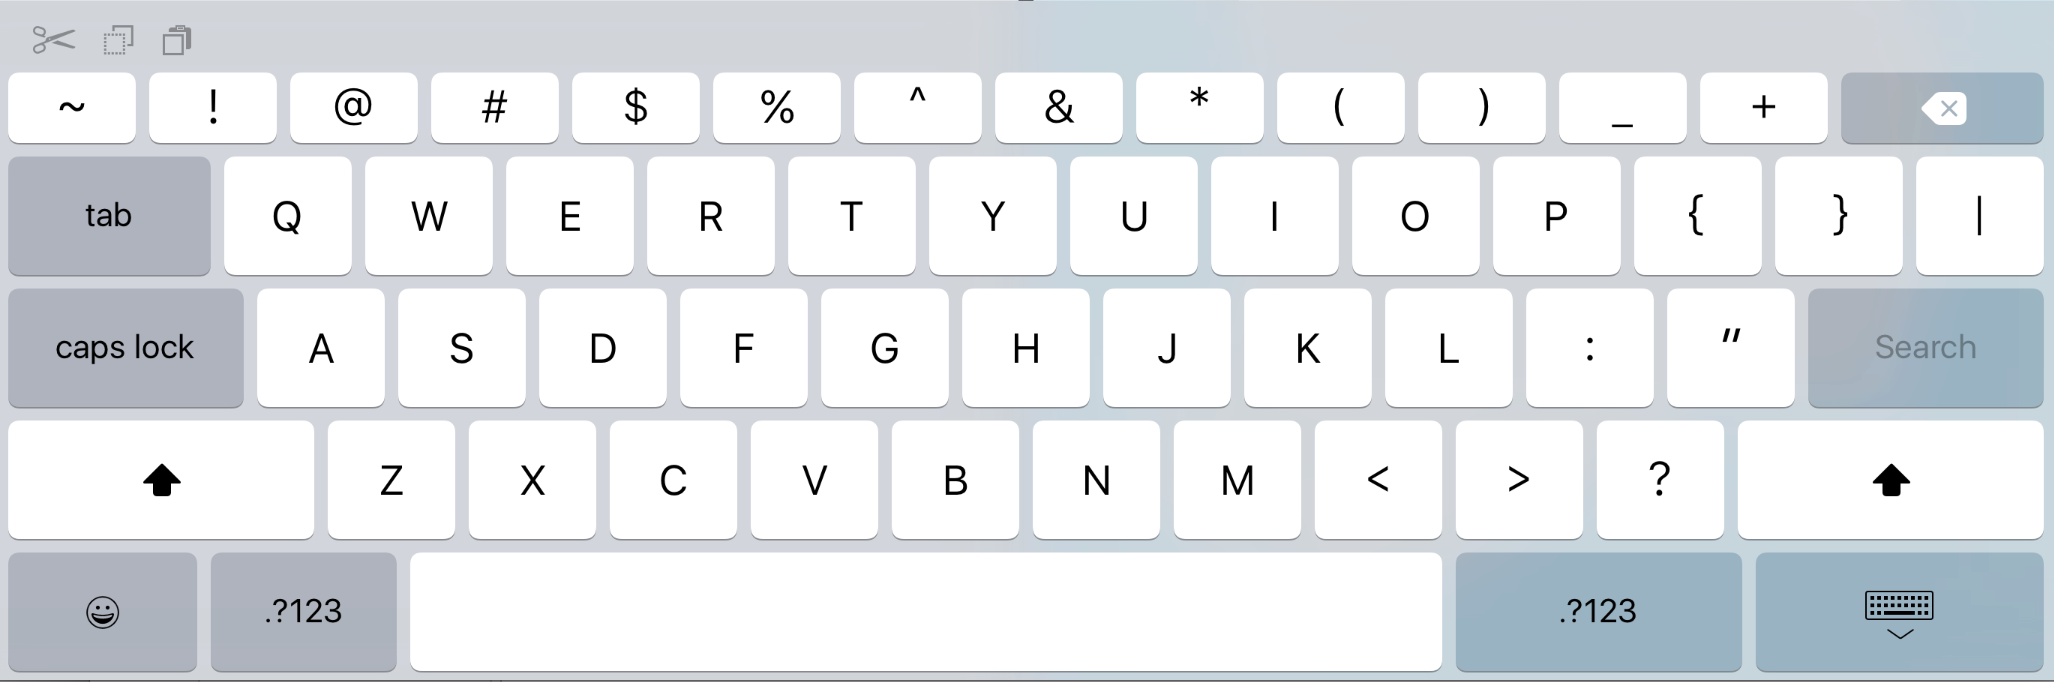 ~ ! @ # $ % ^ & * ( ) _ +
tab Q W E R T Y U I O P { } |
caps lock A S D F G H J K L : " Search
Z X C V B N M < > ?
.?123 .?123